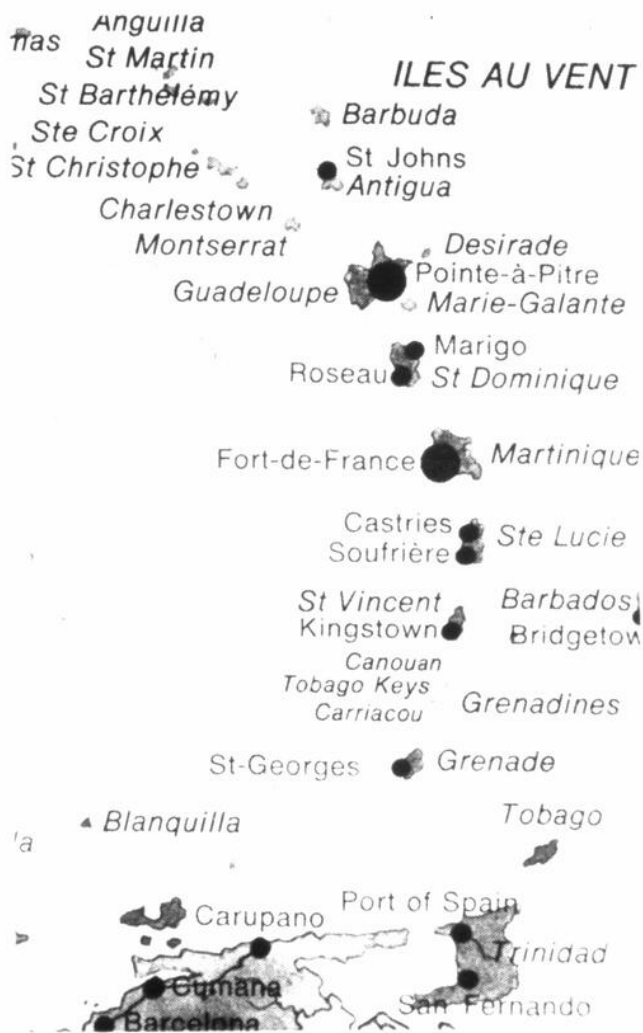 Anguilla
St Martin
ILES AU VENT
St Barthélémy
Barbuda
Ste Croix
St Johns
St Christophe
Antigua
Charlestown
Montserrat
Desirade
Pointe-à-Pitre
Guadeloupe
Marie-Galante
Marigo
Roseau
St Dominique
Fort-de-France
Martinique
Castries
Ste Lucie
Soufrière
St Vincent
Barbados
Kingstown
Canouan
Tobago Keys
Grenadines
Carriacou
St-Georges
Grenade
Blanquilla
Tobago
Port of Spain
Carupano
Trinidad
Cumana
San Fernando
Barcelona